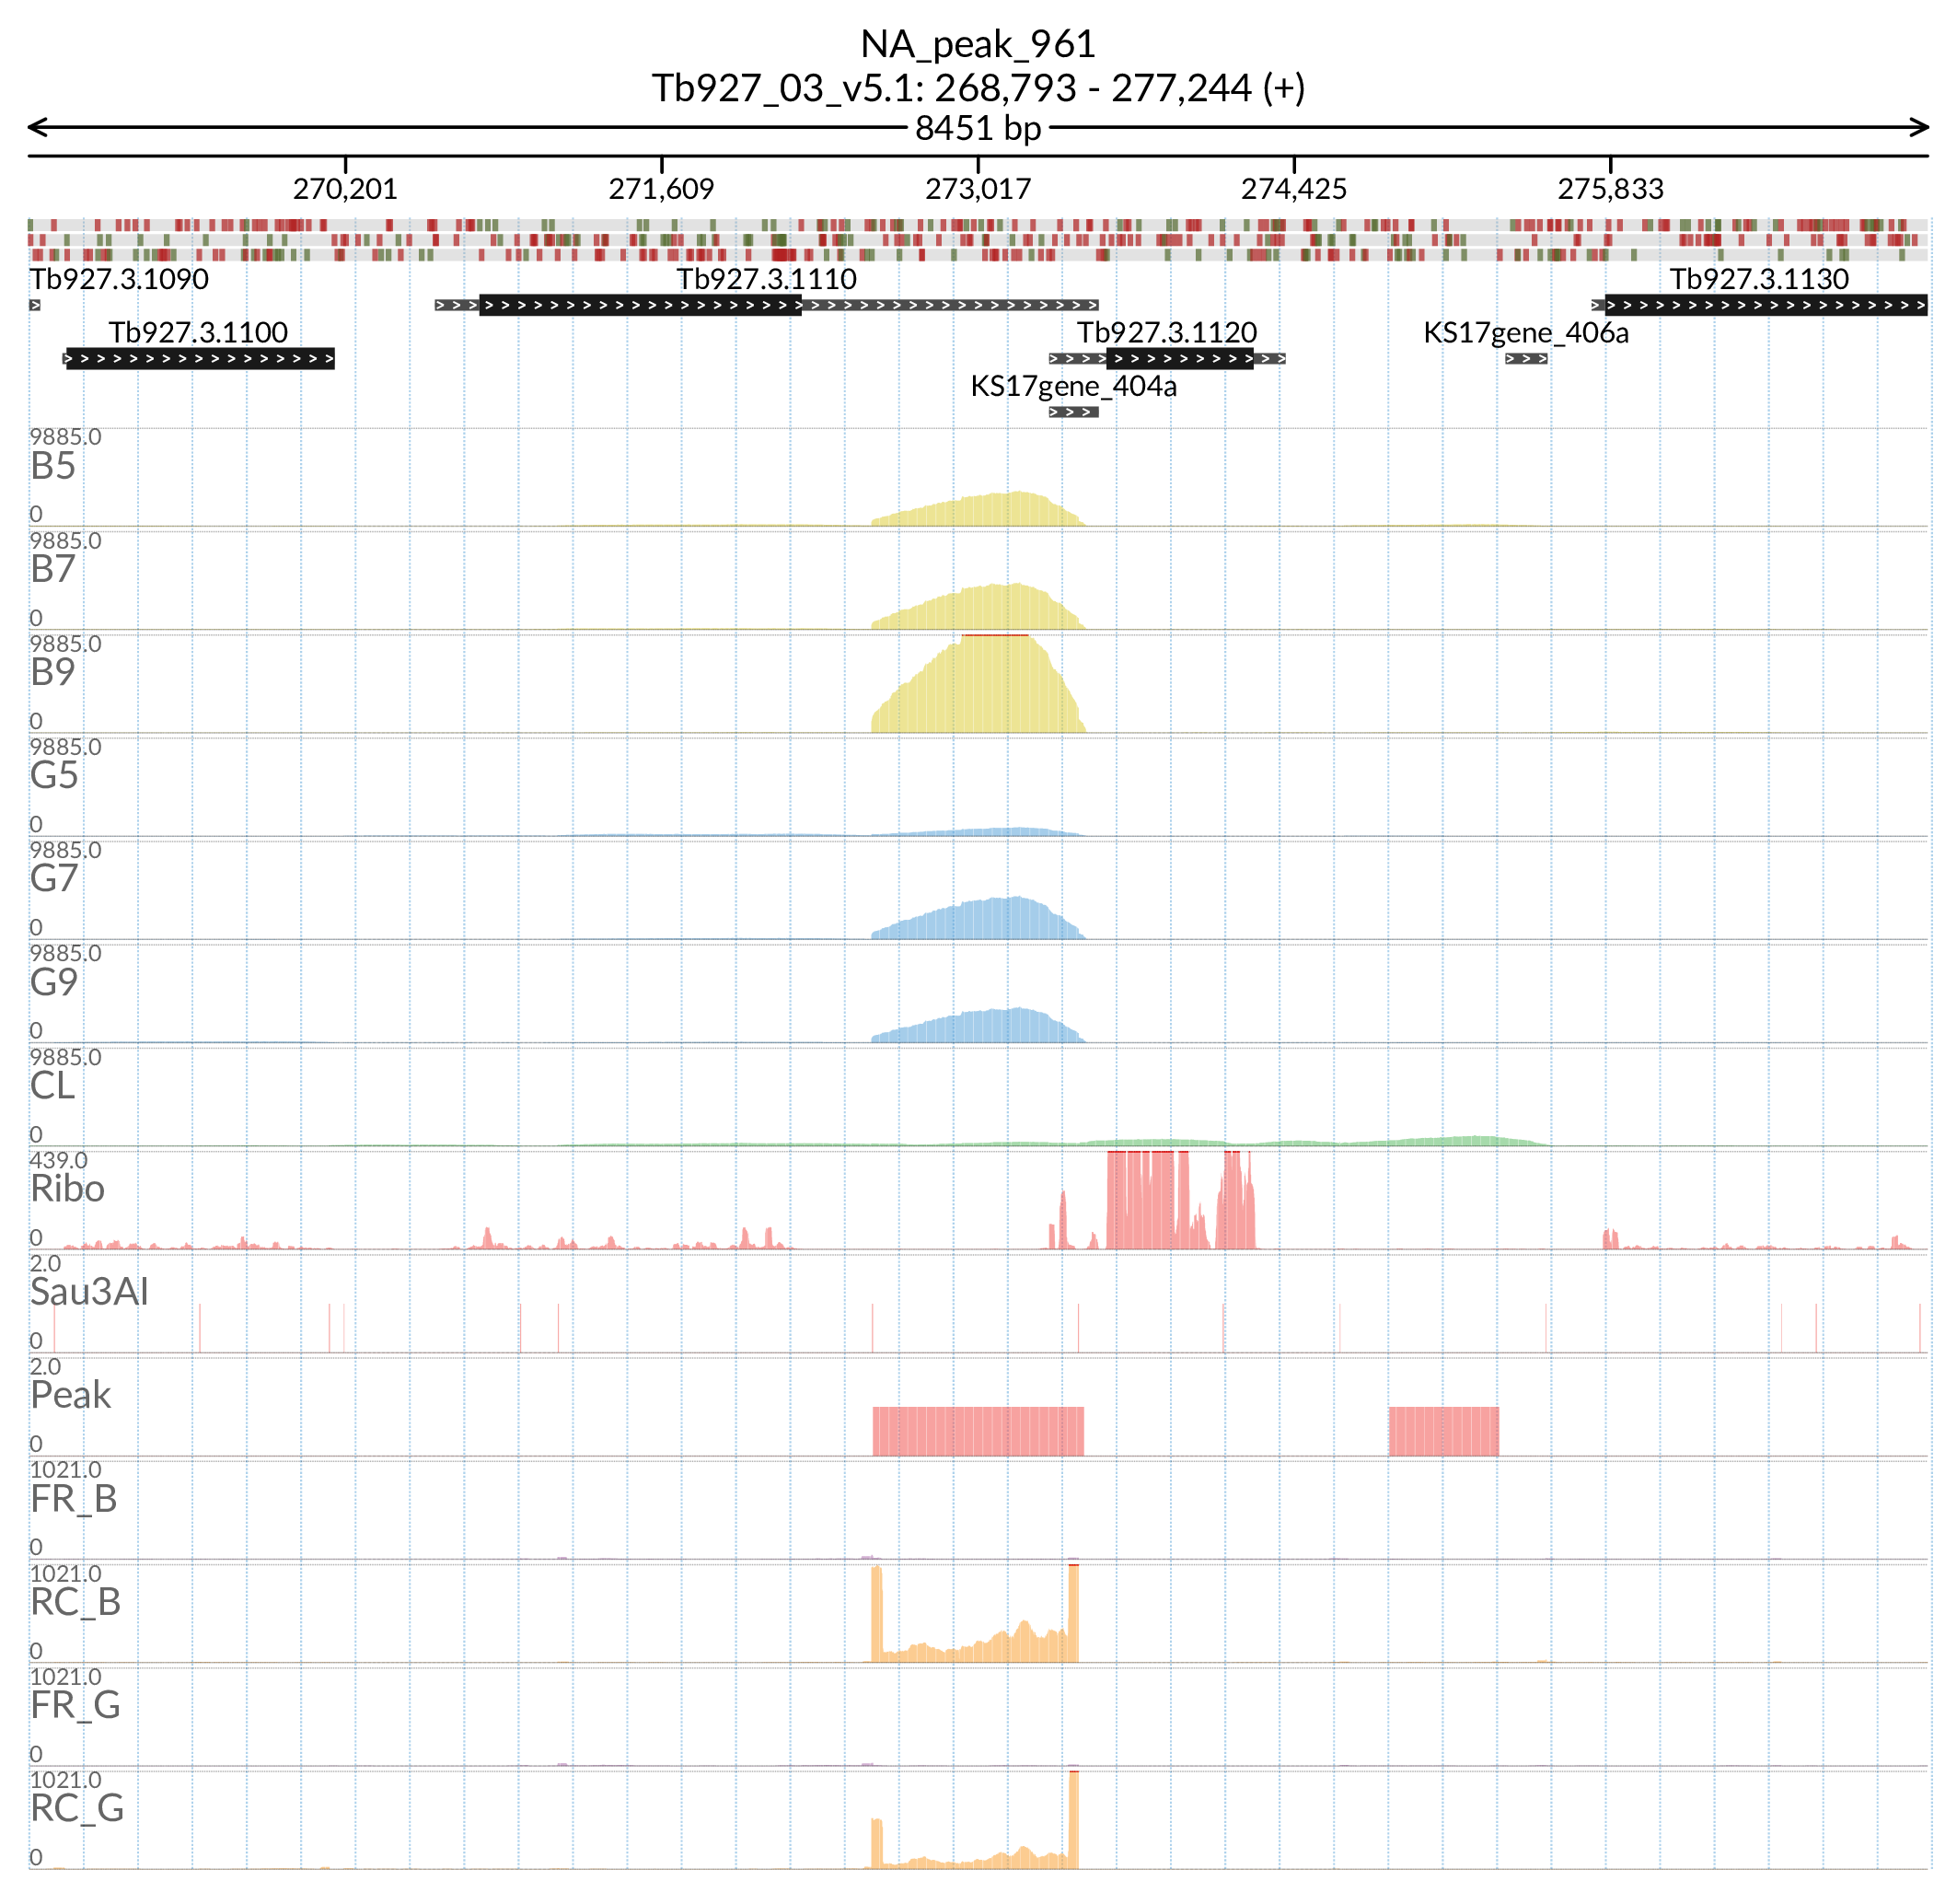 NA_peak_961
Tb927_03_v5.1: 268,793 - 277,244 (+)
8451 bp
270,201 271,609 273,017 274,425 275,833
Tb927.3.1090 Tb927.3.1110 Tb927.3.1130
Tb927.3.1100 Tb927.3.1120 KS17gene_406a
KS17gene_404a
9885.0
B5
0
9885.0
B7
0
9885.0
B9
0
9885.0
G5
0
9885.0
G7
0
9885.0
G9
0
9885.0
CL
0
439.0
Ribo
0
2.0
Sau3AI
0
2.0
Peak
0
1021.0
FR_B
0
1021.0
RC_B
0
1021.0
FR_G
0
1021.0
RC_G
0